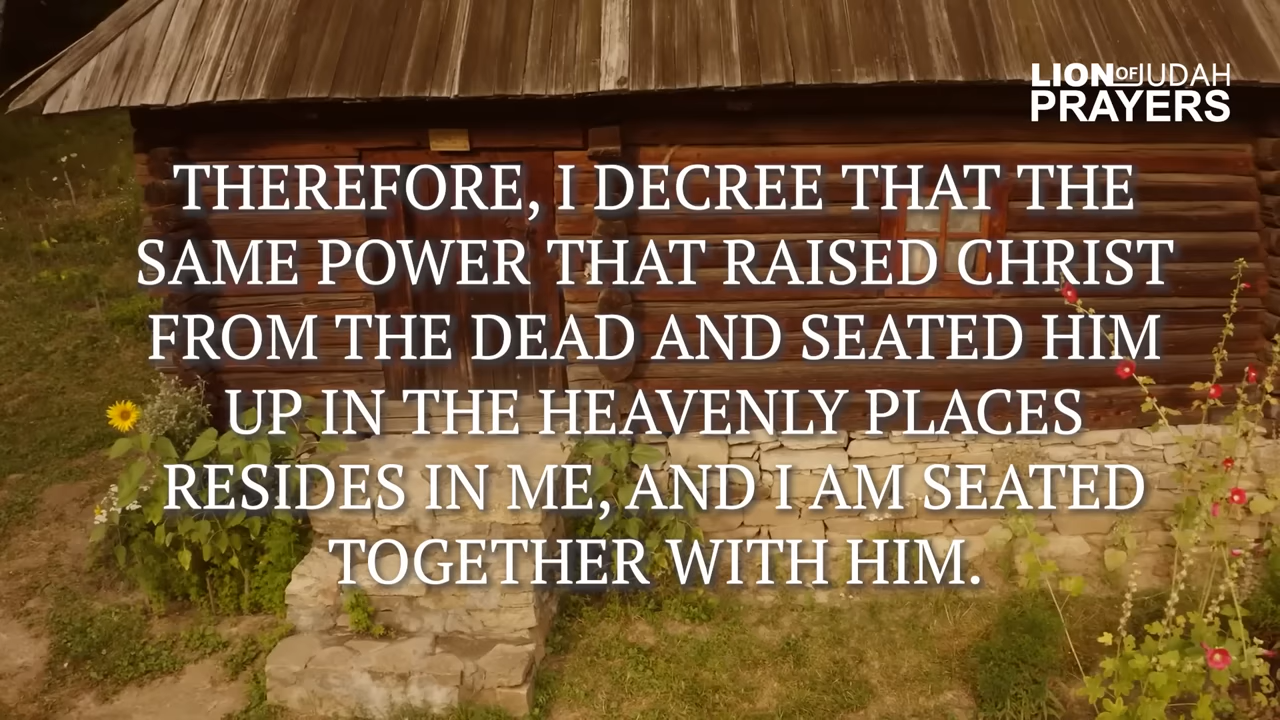 LION OF JUDAH
PRAYERS
THEREFORE, I DECREE THAT THE
SAME POWER THAT RAISED CHRIST
FROM THE DEAD AND SEATED HIM
UP IN THE HEAVENLY PLACES
RESIDES IN ME, AND I AM SEATED
TOGETHER WITH HIM.